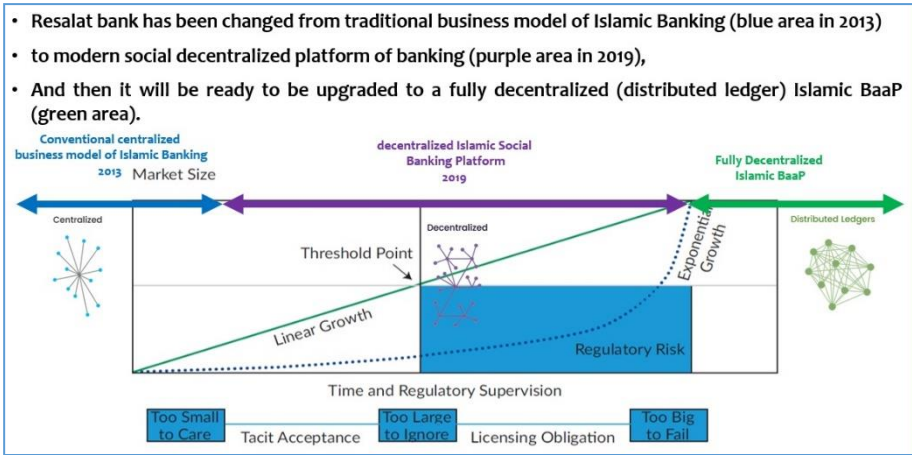 • Resalat bank has been changed from traditional business model of Islamic Banking (blue area in 2013)
• to modern social decentralized platform of banking (purple area in 2019),
• And then it will be ready to be upgraded to a fully decentralized (distributed ledger) Islamic BaaP
(green area).
Conventional centralized
business model of Islamic Banking
2013
Market Size
decentralized Islamic Social
Banking Platform
2019
Fully Decentralized
Islamic BaaP
Centralized
Decentralized
Distributed Ledgers
Threshold Point
Linear Growth
Exponential
Growth
Regulatory Risk
Time and Regulatory Supervision
Too Small
to Care
Tacit Acceptance
Too Large
to Ignore
Licensing Obligation
Too Big
to Fail